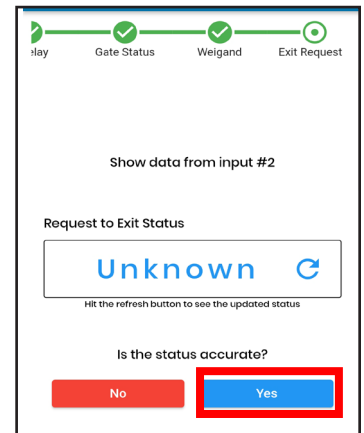 elay Gate Status Weigand Exit Request
Show data from input #2
Request to Exit Status
Unknown
Hit the refresh button to see the updated status
Is the status accurate?
No Yes